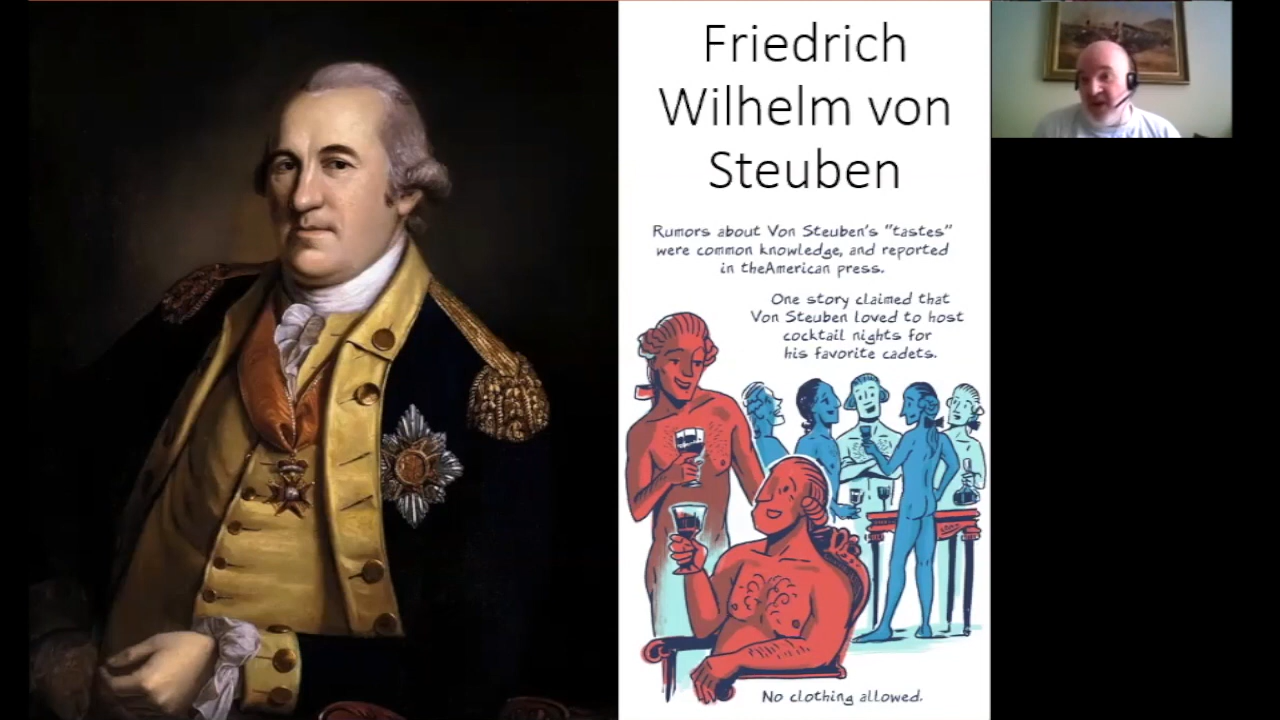 Friedrich
Wilhelm von
Steuben
Rumors about Von Steuben's "tastes"
were common knowledge, and reported
in theAmerican press.
One story claimed that
Von Steuben loved to host
cocktail nights for
his favorite cadets.
No clothing allowed.